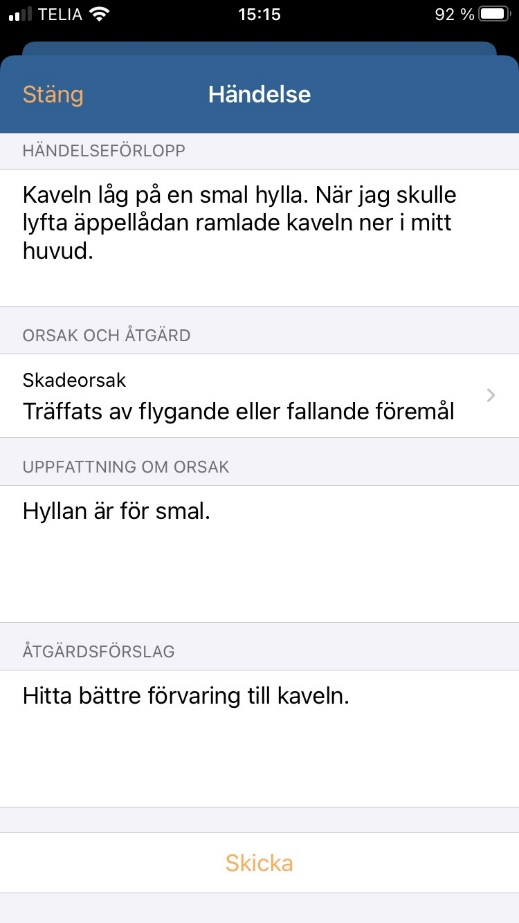 TELIA 15:15 92 %
Stäng Händelse
HÄNDELSEFÖRLOPP
Kaveln låg på en smal hylla. När jag skulle
lyfta äppellådan ramlade kaveln ner i mitt
huvud.
ORSAK OCH ÅTGÄRD
Skadeorsak
Träffats av flygande eller fallande föremål
UPPFATTNING OM ORSAK
Hyllan är för smal.
ÅTGÄRDSFÖRSLAG
Hitta bättre förvaring till kaveln.
Skicka